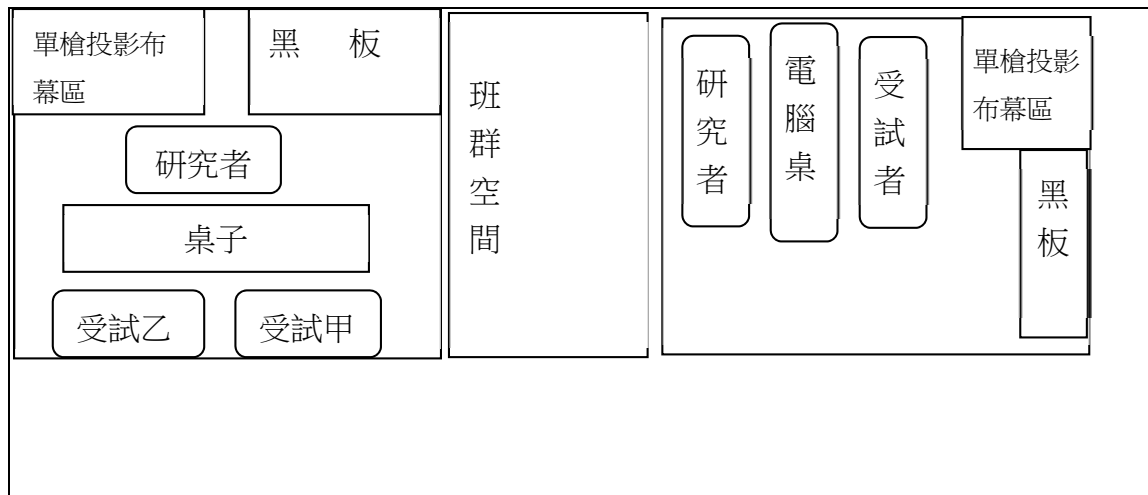 單槍投影布
幕區
黑　板
研究者
桌子
受試乙
受試甲
班群空間
研究者
電腦桌
受試者
單槍投影
布幕區
黑板